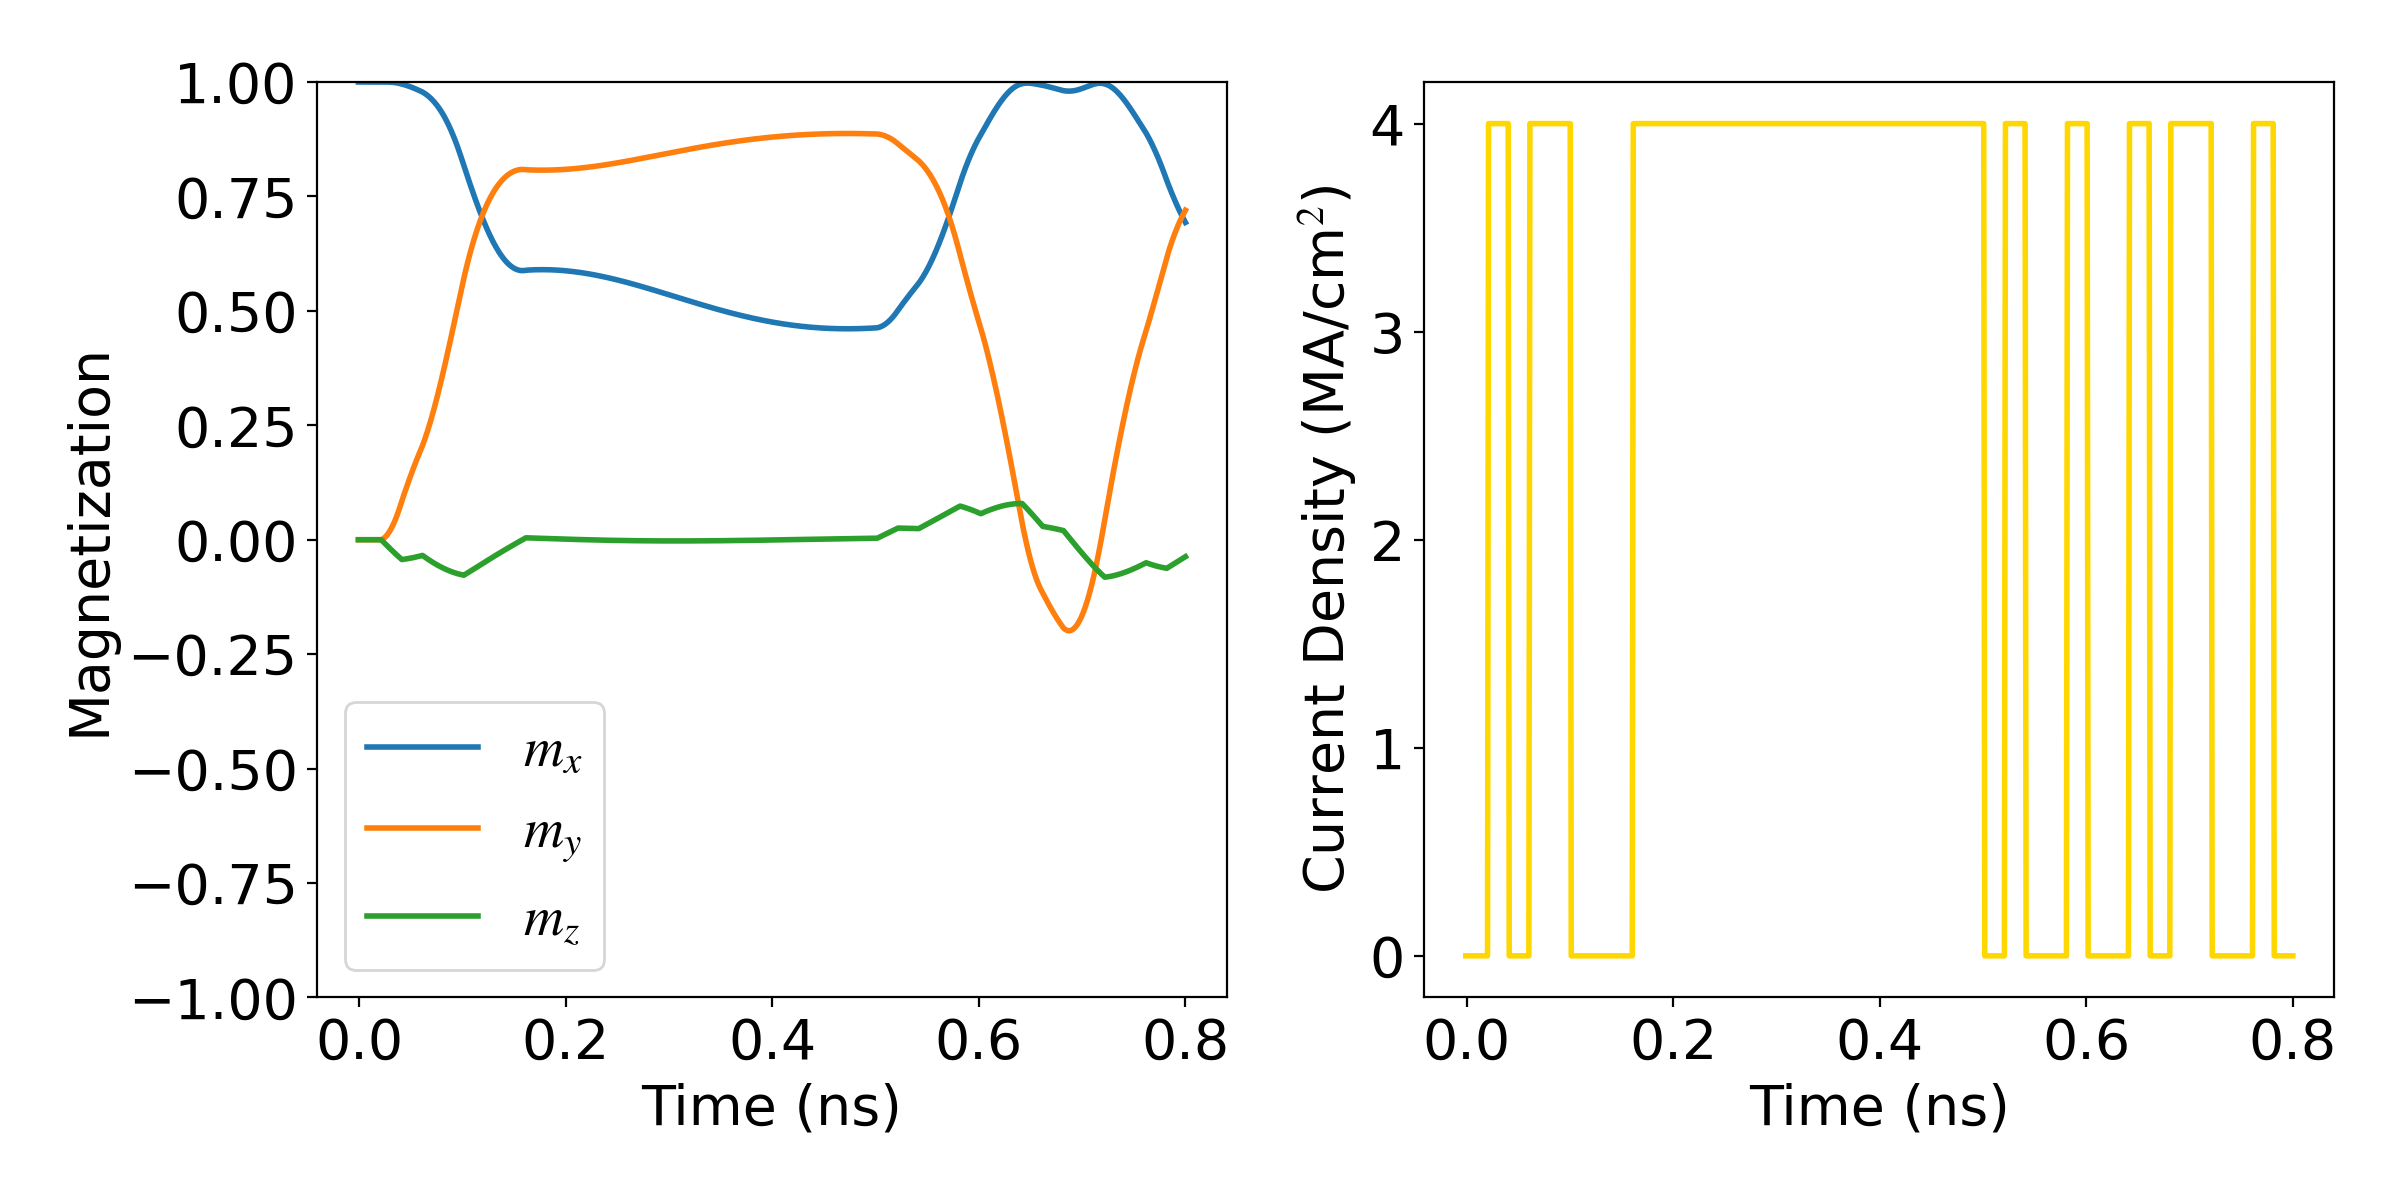 Magnetization
1.00
0.75
0.50
0.25
0.00
−0.25
−0.50
−0.75
−1.00
m_x
m_y
m_z
0.0 0.2 0.4 0.6 0.8
Time (ns)
Current Density (MA/cm²)
4
3
2
1
0
0.0 0.2 0.4 0.6 0.8
Time (ns)